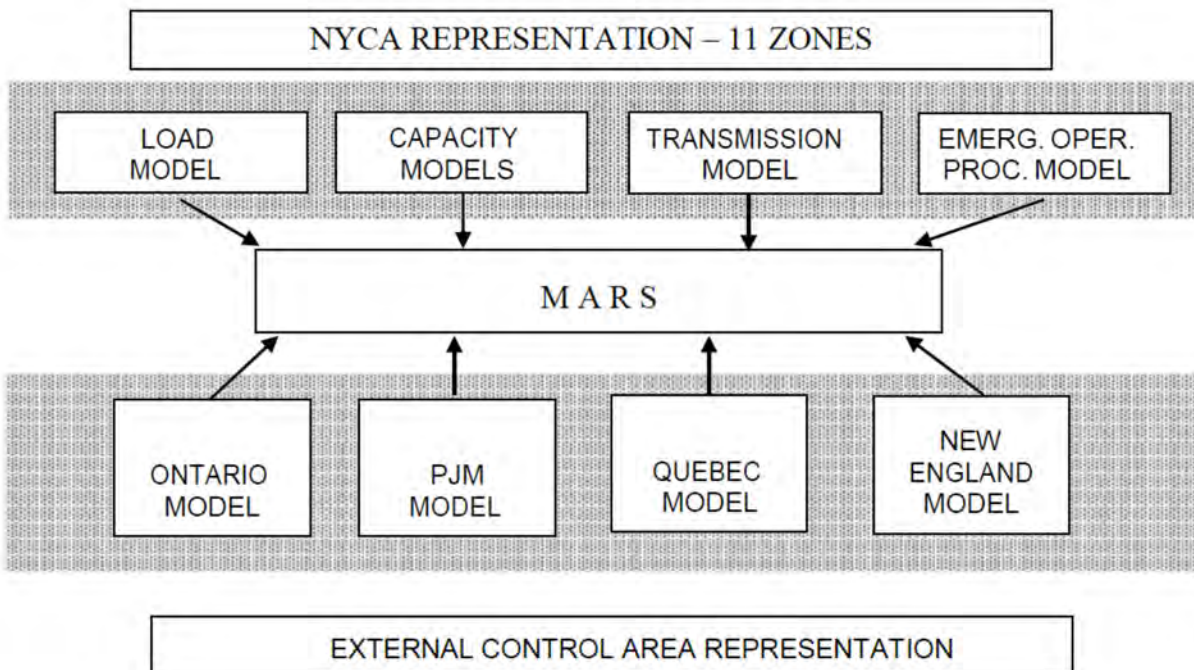 NYCA REPRESENTATION – 11 ZONES
LOAD
MODEL
CAPACITY
MODELS
TRANSMISSION
MODEL
EMERG. OPER.
PROC. MODEL
M A R S
ONTARIO
MODEL
PJM
MODEL
QUEBEC
MODEL
NEW
ENGLAND
MODEL
EXTERNAL CONTROL AREA REPRESENTATION